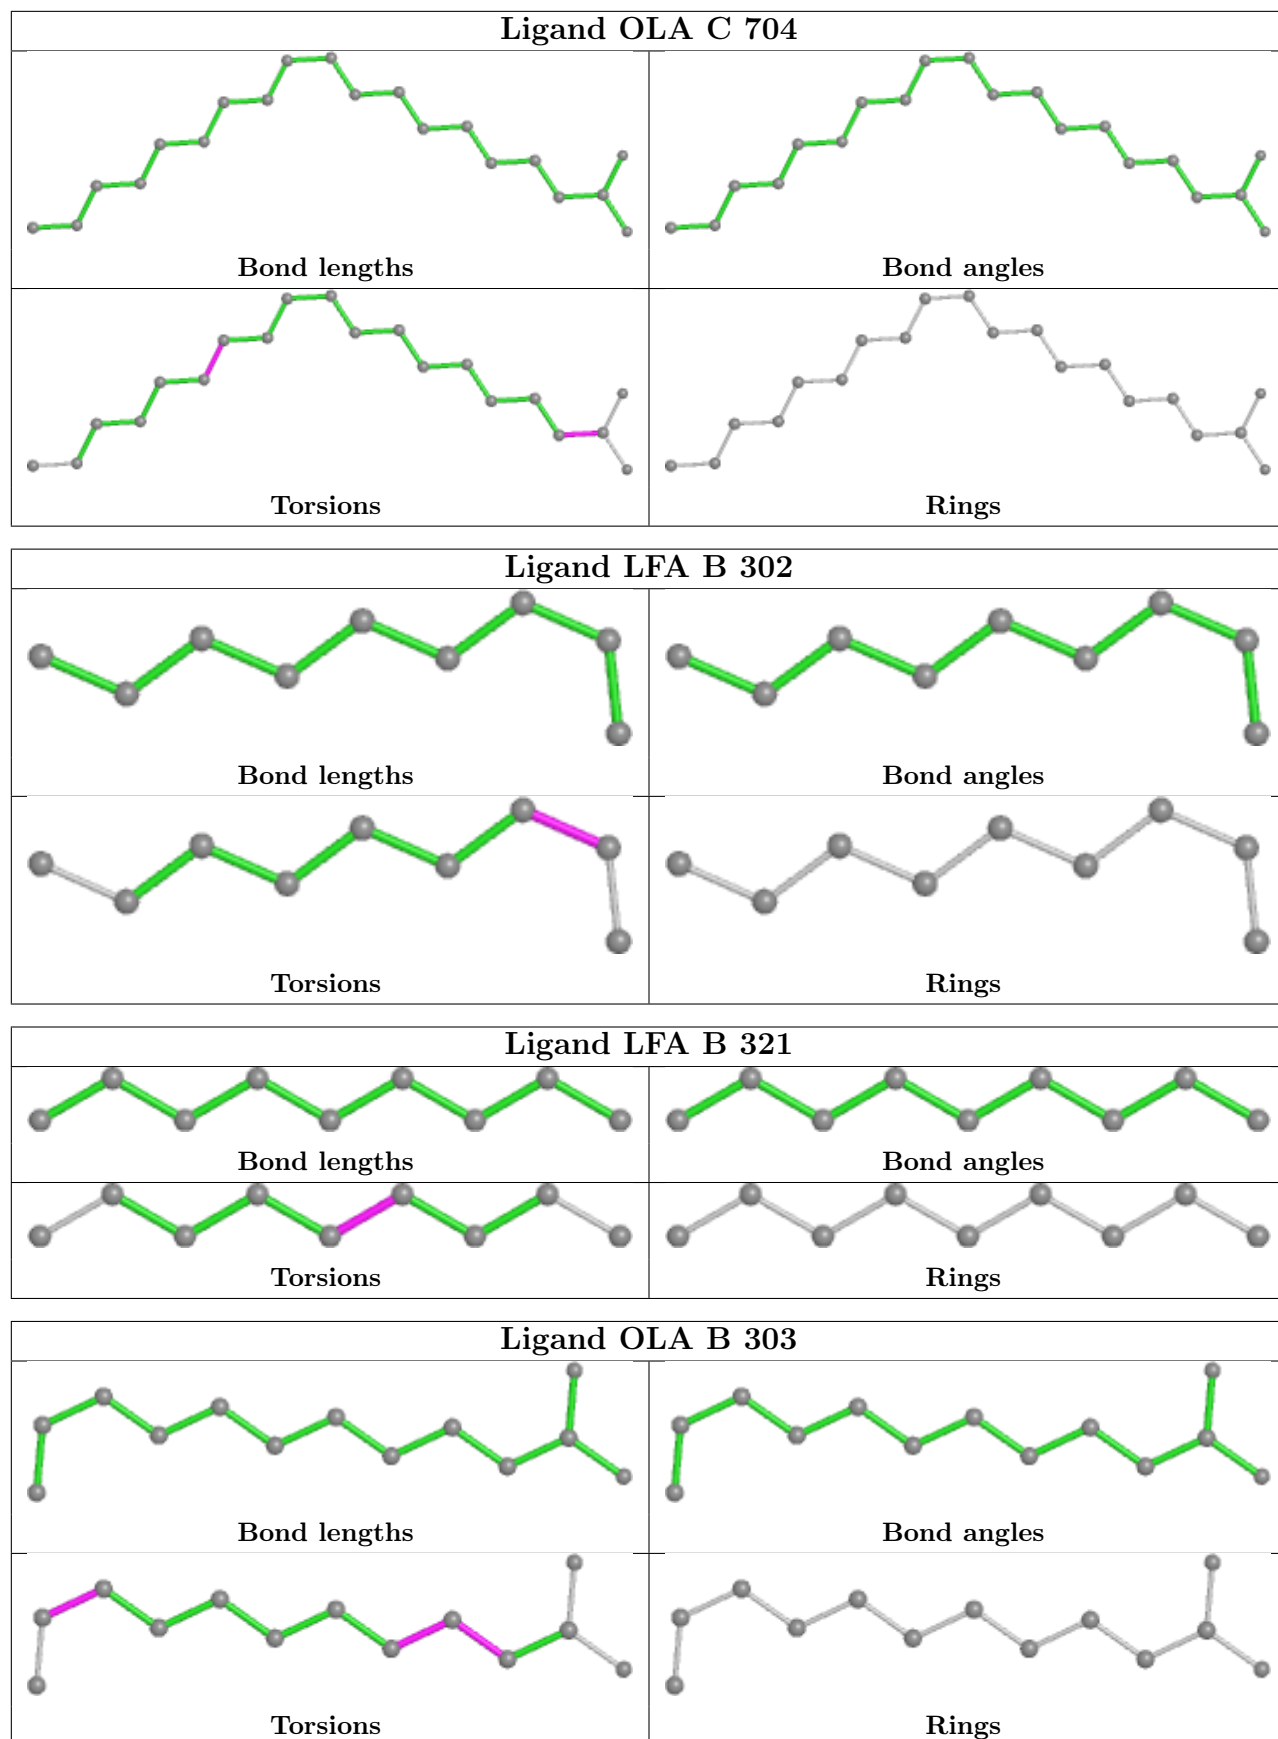 Ligand OLA C 704
Bond lengths
Bond angles
Torsions
Rings
Ligand LFA B 302
Bond lengths
Bond angles
Torsions
Rings
Ligand LFA B 321
Bond lengths
Bond angles
Torsions
Rings
Ligand OLA B 303
Bond lengths
Bond angles
Torsions
Rings